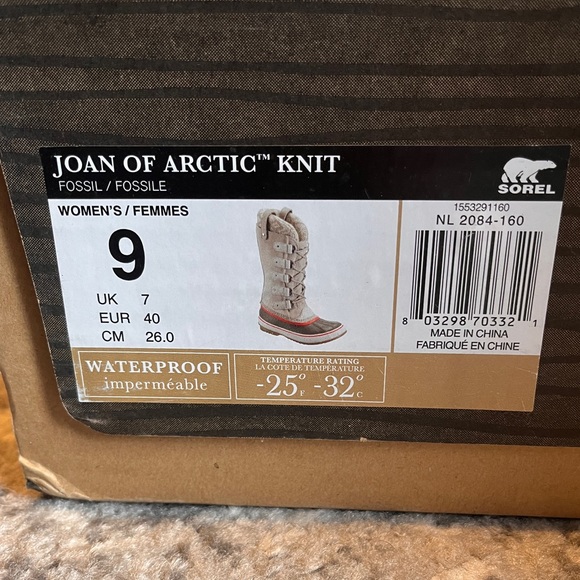 JOAN OF ARCTIC™ KNIT
FOSSIL / FOSSILE
SOREL
WOMEN'S / FEMMES
9
UK 7
EUR 40
CM 26.0
1553291160
NL 2084-160
8 03298 70332 1
MADE IN CHINA
FABRIQUÉ EN CHINE
WATERPROOF
imperméable
TEMPERATURE RATING
LA COTE DE TEMPÉRATURE
-25°F -32°C